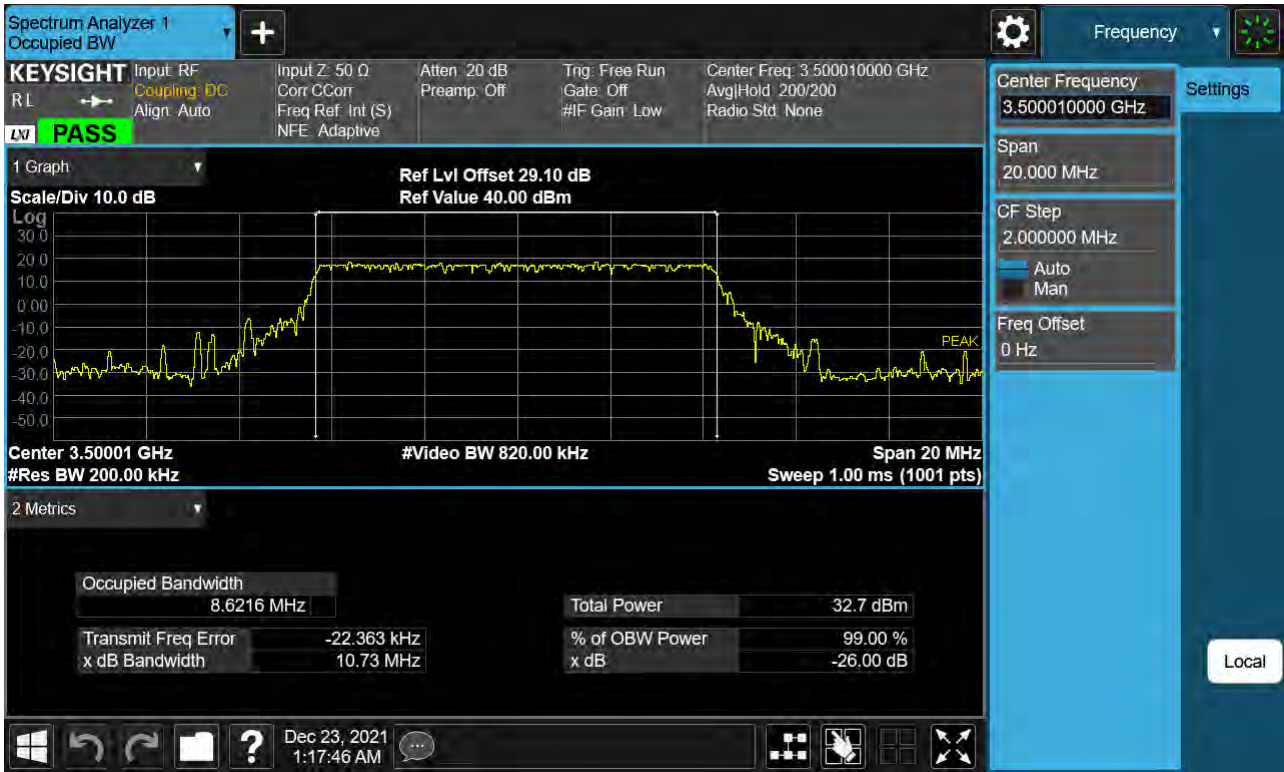 Spectrum Analyzer 1
Occupied BW
+
Frequency
KEYSIGHT
RL
LXI PASS
Input: RF
Coupling: DC
Align: Auto
Input Z: 50 Ω
Corr CCorr
Freq Ref: Int (S)
NFE: Adaptive
Atten: 20 dB
Preamp: Off
Trig: Free Run
Gate: Off
#IF Gain: Low
Center Freq: 3.500010000 GHz
Avg|Hold: 200/200
Radio Std: None
1 Graph
Scale/Div 10.0 dB
Ref Lvl Offset 29.10 dB
Ref Value 40.00 dBm
Log
30.0
20.0
10.0
0.00
-10.0
-20.0
-30.0
-40.0
-50.0
PEAK
Center 3.50001 GHz
#Video BW 820.00 kHz
Span 20 MHz
#Res BW 200.00 kHz
Sweep 1.00 ms (1001 pts)
2 Metrics
Occupied Bandwidth
8.6216 MHz
Total Power 32.7 dBm
Transmit Freq Error -22.363 kHz
% of OBW Power 99.00 %
x dB Bandwidth 10.73 MHz
x dB -26.00 dB
Center Frequency
3.500010000 GHz
Settings
Span
20.000 MHz
CF Step
2.000000 MHz
Auto
Man
Freq Offset
0 Hz
Local
?
Dec 23, 2021
1:17:46 AM